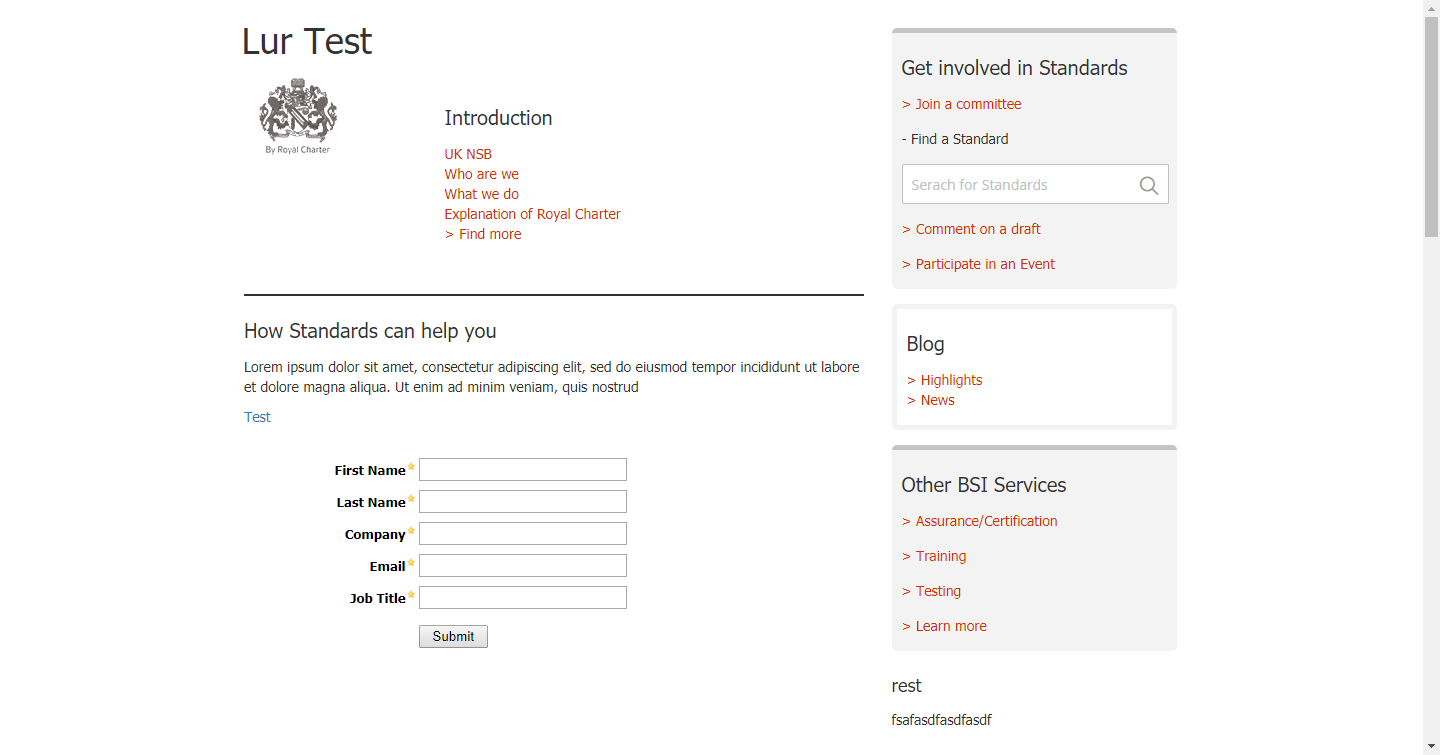 Lur Test
By Royal Charter
Introduction
UK NSB
Who are we
What we do
Explanation of Royal Charter
> Find more
How Standards can help you
Lorem ipsum dolor sit amet, consectetur adipiscing elit, sed do eiusmod tempor incididunt ut labore
et dolore magna aliqua. Ut enim ad minim veniam, quis nostrud
Test
First Name
Last Name
Company
Email
Job Title
Submit
Get involved in Standards
> Join a committee
- Find a Standard
Serach for Standards
> Comment on a draft
> Participate in an Event
Blog
> Highlights
> News
Other BSI Services
> Assurance/Certification
> Training
> Testing
> Learn more
rest
fsafasdfasdfasdf